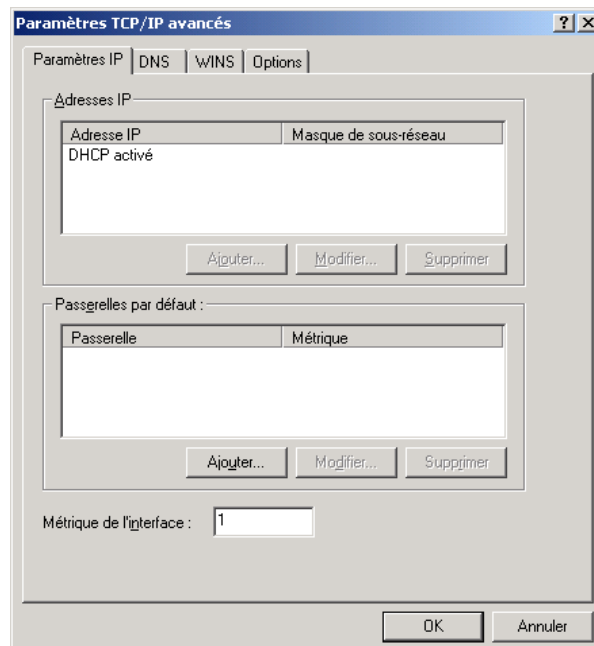 Paramètres TCP/IP avancés
Paramètres IP DNS WINS Options
Adresses IP
Adresse IP Masque de sous-réseau
DHCP activé
Ajouter... Modifier... Supprimer
Passerelles par défaut :
Passerelle Métrique
Ajouter... Modifier... Supprimer
Métrique de l'interface : 1
OK Annuler